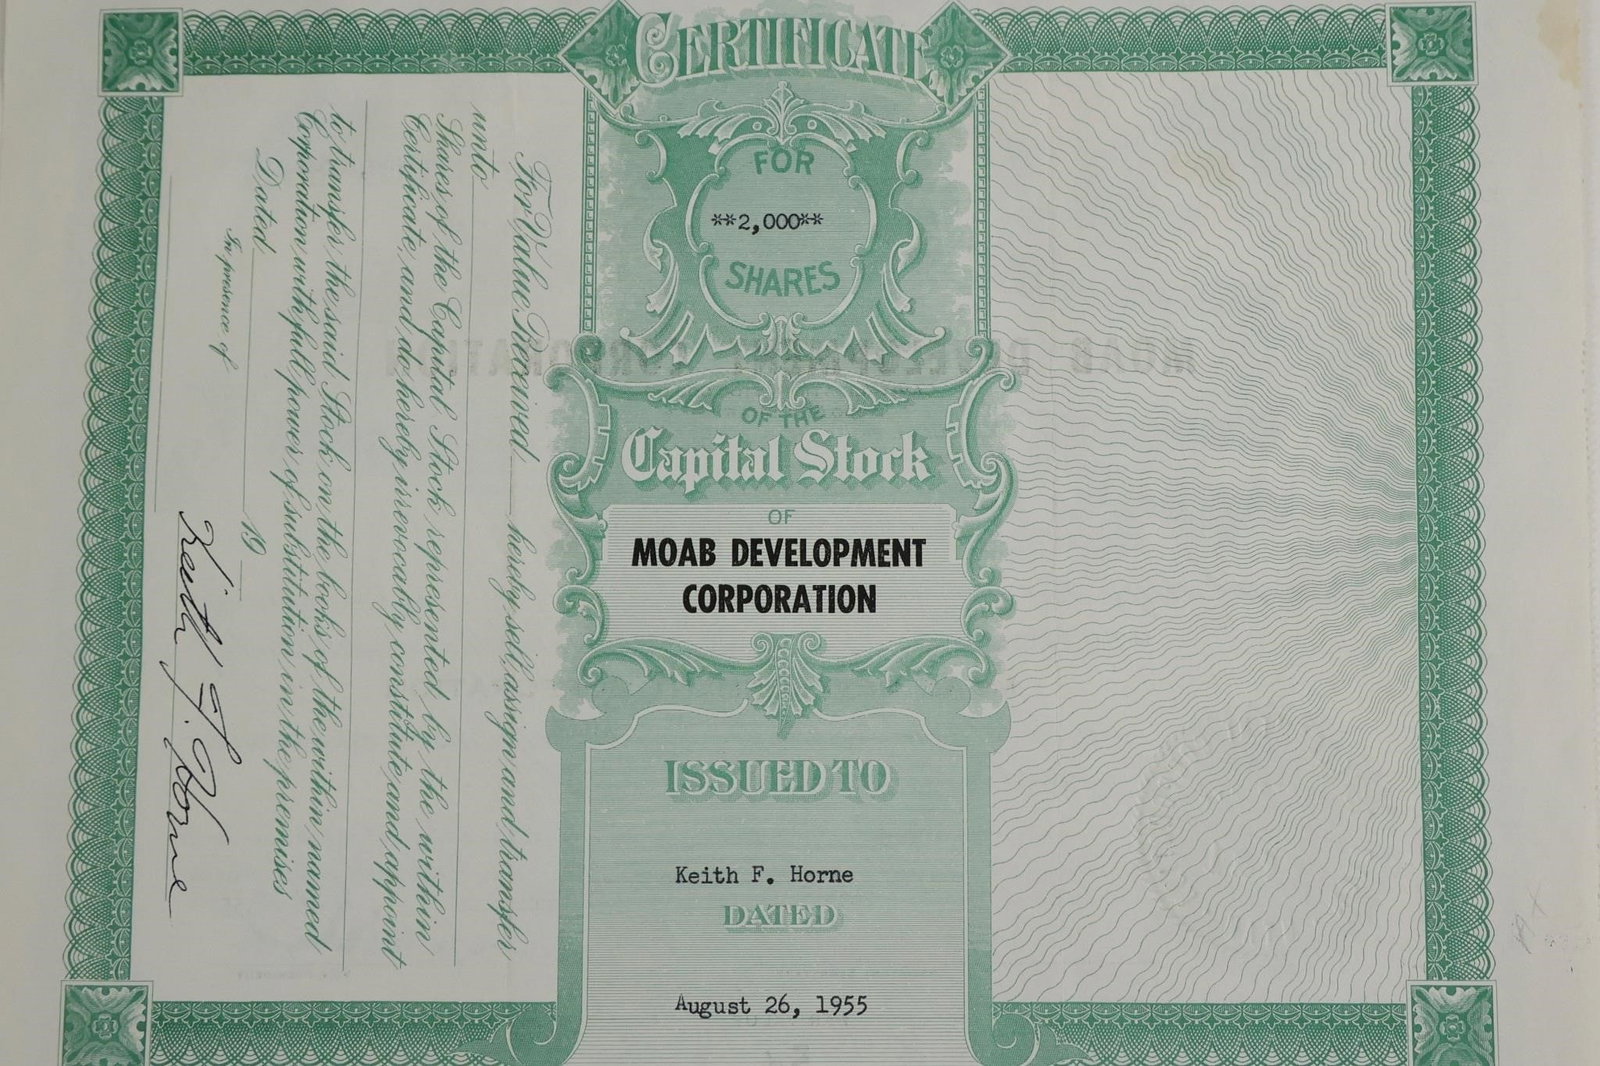 CERTIFICATE
FOR
**2,000**
SHARES
OF THE
Capital Stock
OF
MOAB DEVELOPMENT
CORPORATION
ISSUED TO
Keith F. Horne
DATED
August 26, 1955
For Value Received hereby sell, assign and transfer
unto
Shares of the Capital Stock represented by the within
Certificate, and do hereby irrevocably constitute and appoint
to transfer the said Stock on the books of the within named
Corporation with full power of substitution in the premises
Dated 19
In presence of
Keith F. Horne
MOAB DEVELOPMENT CORPORATION